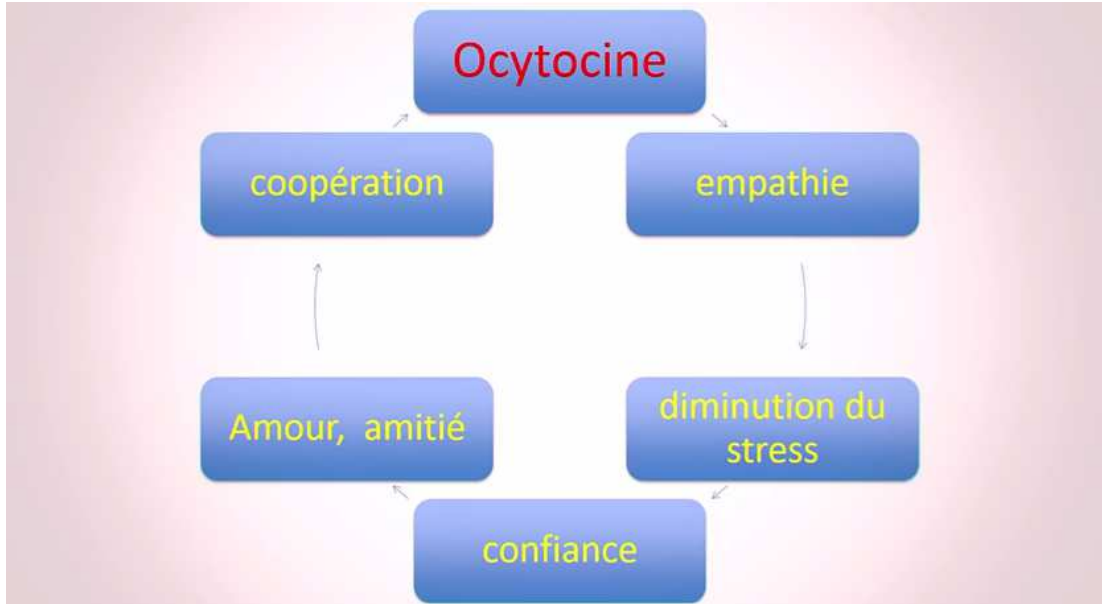 Ocytocine
coopération
empathie
Amour, amitié
diminution du
stress
confiance